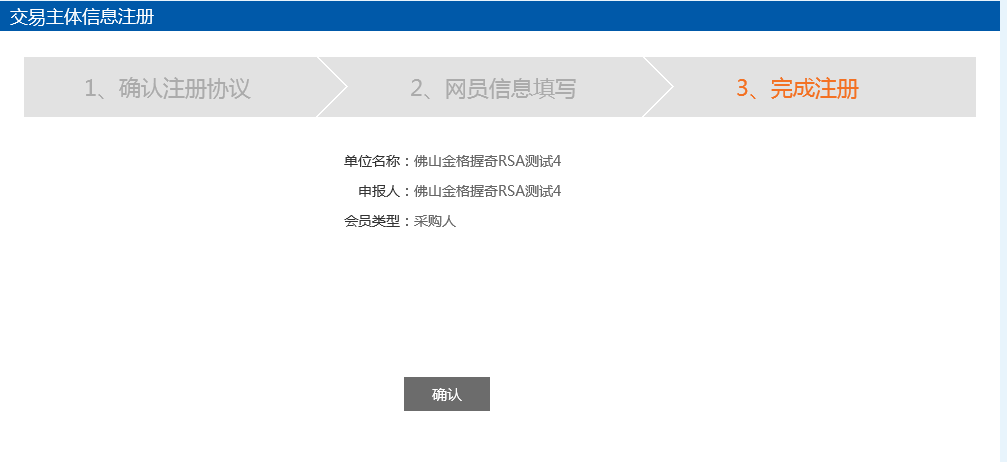 交易主体信息注册
1、确认注册协议
2、网员信息填写
3、完成注册
单位名称：佛山金格握奇RSA测试4
申报人：佛山金格握奇RSA测试4
会员类型：采购人
确认